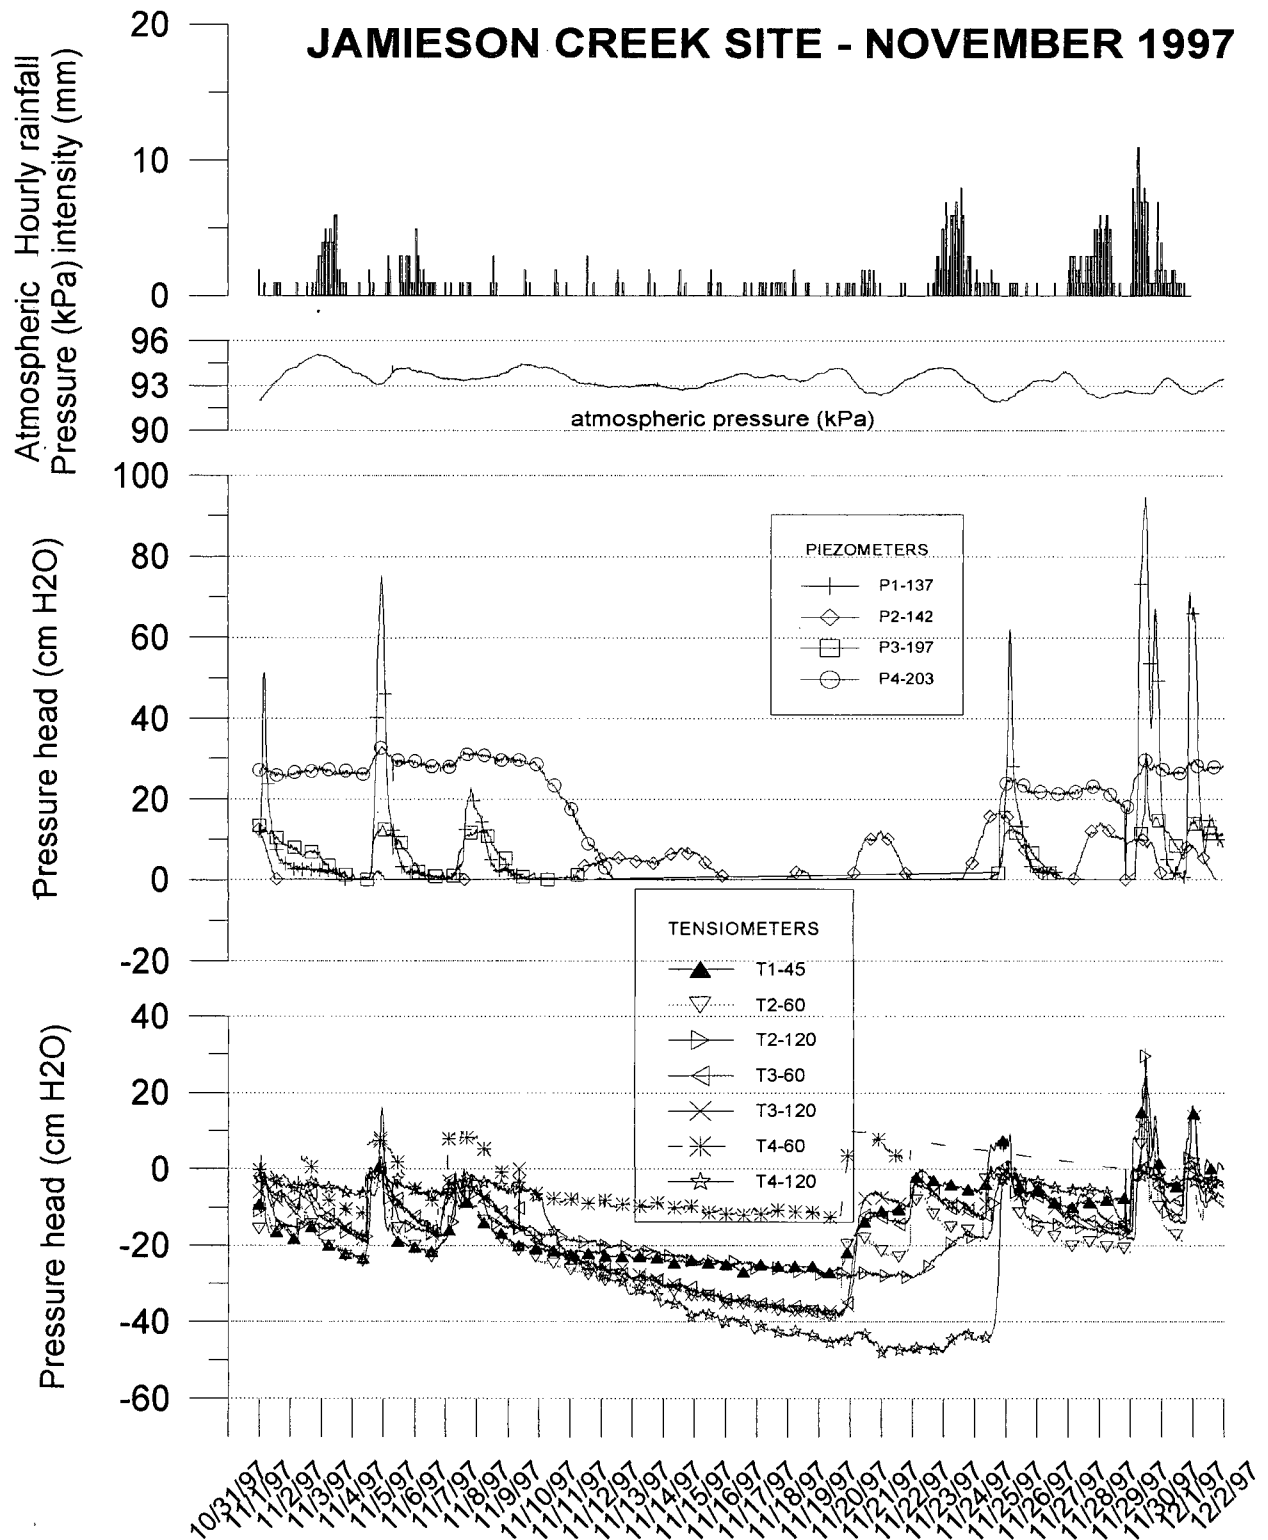 JAMIESON CREEK SITE - NOVEMBER 1997
Hourly rainfall
intensity (mm)
20
10
0
Atmospheric
Pressure (kPa)
96
93
90
atmospheric pressure (kPa)
Pressure head (cm H2O)
100
80
60
40
20
0
-20
PIEZOMETERS
P1-137
P2-142
P3-197
P4-203
TENSIOMETERS
T1-45
T2-60
T2-120
T3-60
T3-120
T4-60
T4-120
Pressure head (cm H2O)
40
20
0
-20
-40
-60
10/31/97
11/1/97
11/2/97
11/3/97
11/4/97
11/5/97
11/6/97
11/7/97
11/8/97
11/9/97
11/10/97
11/11/97
11/12/97
11/13/97
11/14/97
11/15/97
11/16/97
11/17/97
11/18/97
11/19/97
11/20/97
11/21/97
11/22/97
11/23/97
11/24/97
11/25/97
11/26/97
11/27/97
11/28/97
11/29/97
11/30/97
12/1/97
12/2/97